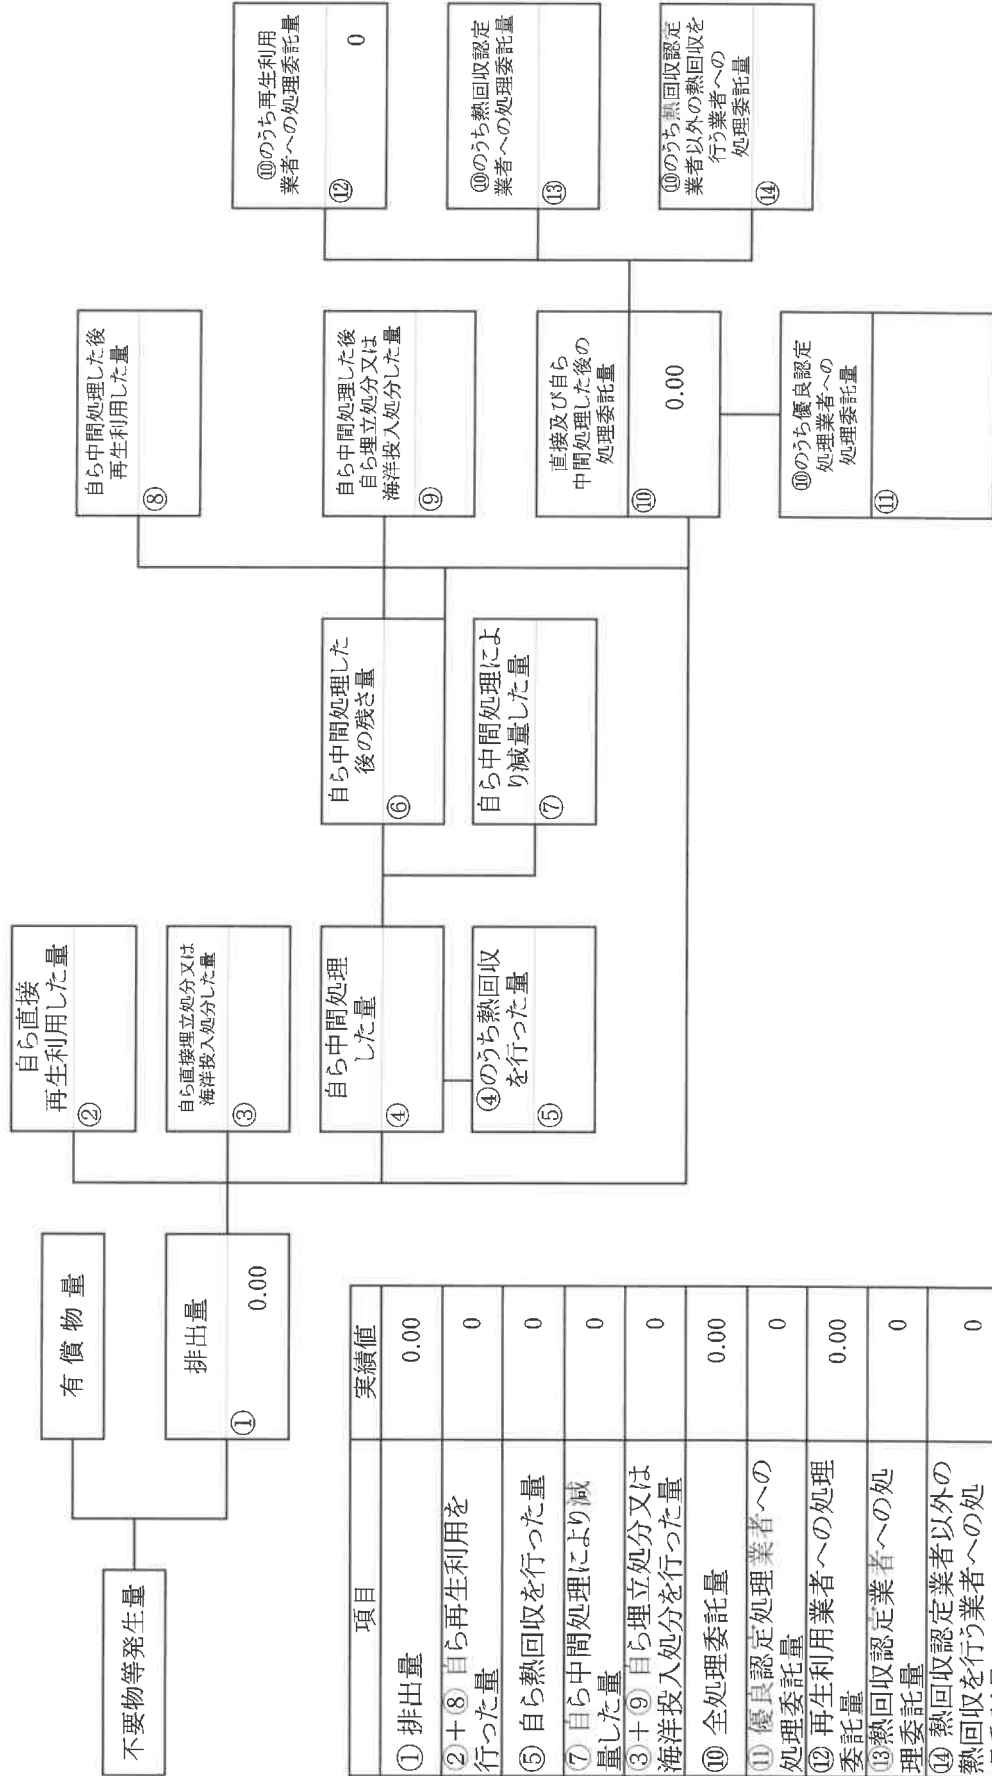 不要物等発生量
有償物量
排出量
①
0.00
自ら直接
再生利用した量
②
自ら直接埋立処分又は
海洋投入処分した量
③
自ら中間処理
した量
④
④のうち熱回収
を行った量
⑤
自ら中間処理した
後の残さ量
⑥
自ら中間処理によ
り減量した量
⑦
自ら中間処理した後
再生利用した量
⑧
自ら中間処理した後
自ら埋立処分又は
海洋投入処分した量
⑨
直接及び自ら
中間処理した後の
処理委託量
⑩
0.00
⑩のうち優良認定
処理業者への
処理委託量
⑪
⑩のうち再生利用
業者への処理委託量
⑫
0
⑩のうち熱回収認定
業者への処理委託量
⑬
⑩のうち熱回収認定
業者以外の熱回収を
行う業者への
処理委託量
⑭
項目 実績値
①排出量 0.00
②+⑧自ら再生利用を
行った量 0
⑤自ら熱回収を行った量 0
⑦自ら中間処理により減
量した量 0
③+⑨自ら埋立処分又は
海洋投入処分を行った量 0
⑩全処理委託量 0.00
⑪優良認定処理業者への
処理委託量 0
⑫再生利用業者への処理
委託量 0.00
⑬熱回収認定業者への処
理委託量 0
⑭熱回収認定業者以外の
熱回収を行う業者への処 0